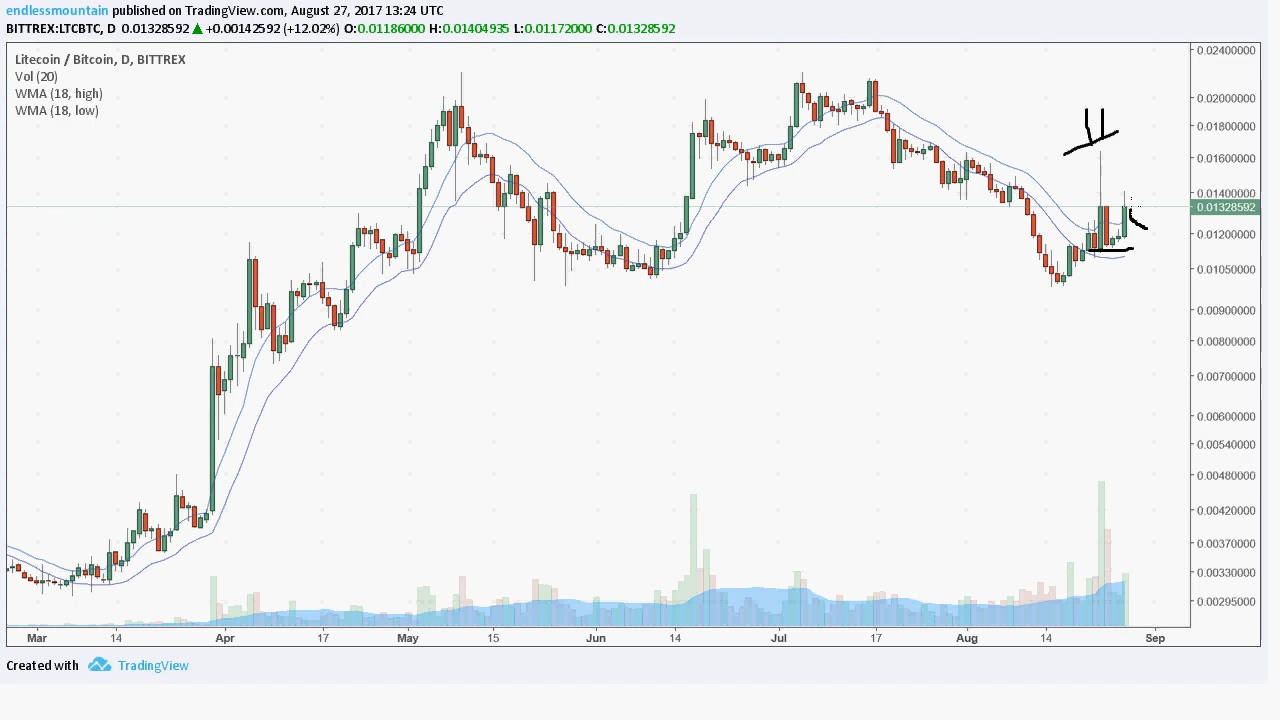 endlessmountain published on TradingView.com, August 27, 2017 13:24 UTC
BITTREX:LTCBTC, D 0.01328592 ▲ +0.00142592 (+12.02%) O:0.01186000 H:0.01404935 L:0.01172000 C:0.01328592
Litecoin / Bitcoin, D, BITTREX
Vol (20)
WMA (18, high)
WMA (18, low)
0.02400000
0.02000000
0.01800000
0.01600000
0.01400000
0.01328592
0.01200000
0.01050000
0.00900000
0.00800000
0.00700000
0.00600000
0.00540000
0.00480000
0.00420000
0.00370000
0.00330000
0.00295000
Mar 14 Apr 17 May 15 Jun 14 Jul 17 Aug 14 Sep
Created with TradingView